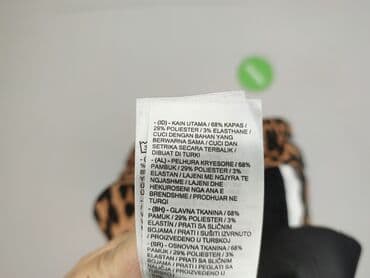 - (ID) - KAIN UTAMA / 68% KAPAS /
29% POLIESTER / 3% ELASTHANE /
CUCI DENGAN BAHAN YANG
BERWARNA SAMA / CUCI DAN
SETRIKA SECARA TERBALIK /
DIBUAT DI TURKI
- (AL) - PELHURA KRYESORE / 68%
PAMBUK / 29% POLIESTER / 3%
ELASTAN / LAJENI ME NGJYRA TE
NGJASHME / LAJENI DHE
HEKUROSENI NGA ANA E
BRENDSHME / PRODHUAR NE
TURQI
- (BH) - GLAVNA TKANINA / 68%
PAMUK / 29% POLIESTER / 3%
ELASTIN / PRATI SA SLIČNIM
BOJAMA / PRATI I SUŠITI IZVRNUTO
/ PROIZVEDENO U TURSKOJ
- (SR) - OSNOVNA TKANINA / 68%
PAMUK / 29% POLIESTER / 3%
ELASTIN / PRATI SA SLIČNIM
BOJAMA / PRATI I PEGLATI SA